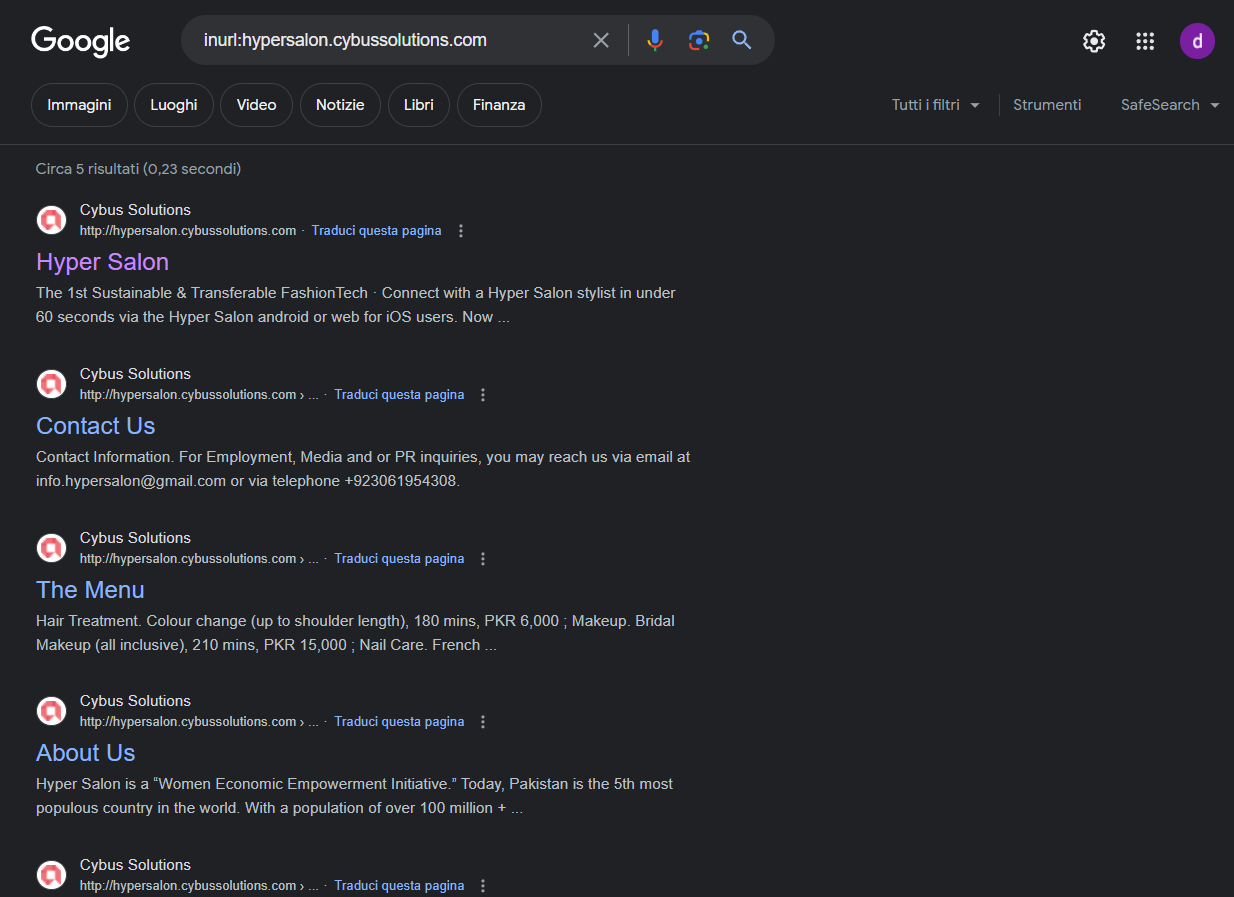 Google
inurl:hypersalon.cybussolutions.com
d
Immagini
Luoghi
Video
Notizie
Libri
Finanza
Tutti i filtri
Strumenti
SafeSearch
Circa 5 risultati (0,23 secondi)
Cybus Solutions
http://hypersalon.cybussolutions.com · Traduci questa pagina
Hyper Salon
The 1st Sustainable & Transferable FashionTech · Connect with a Hyper Salon stylist in under
60 seconds via the Hyper Salon android or web for iOS users. Now ...
Cybus Solutions
http://hypersalon.cybussolutions.com › ... · Traduci questa pagina
Contact Us
Contact Information. For Employment, Media and or PR inquiries, you may reach us via email at
info.hypersalon@gmail.com or via telephone +923061954308.
Cybus Solutions
http://hypersalon.cybussolutions.com › ... · Traduci questa pagina
The Menu
Hair Treatment. Colour change (up to shoulder length), 180 mins, PKR 6,000 ; Makeup. Bridal
Makeup (all inclusive), 210 mins, PKR 15,000 ; Nail Care. French ...
Cybus Solutions
http://hypersalon.cybussolutions.com › ... · Traduci questa pagina
About Us
Hyper Salon is a “Women Economic Empowerment Initiative.” Today, Pakistan is the 5th most
populous country in the world. With a population of over 100 million + ...
Cybus Solutions
http://hypersalon.cybussolutions.com › ... · Traduci questa pagina